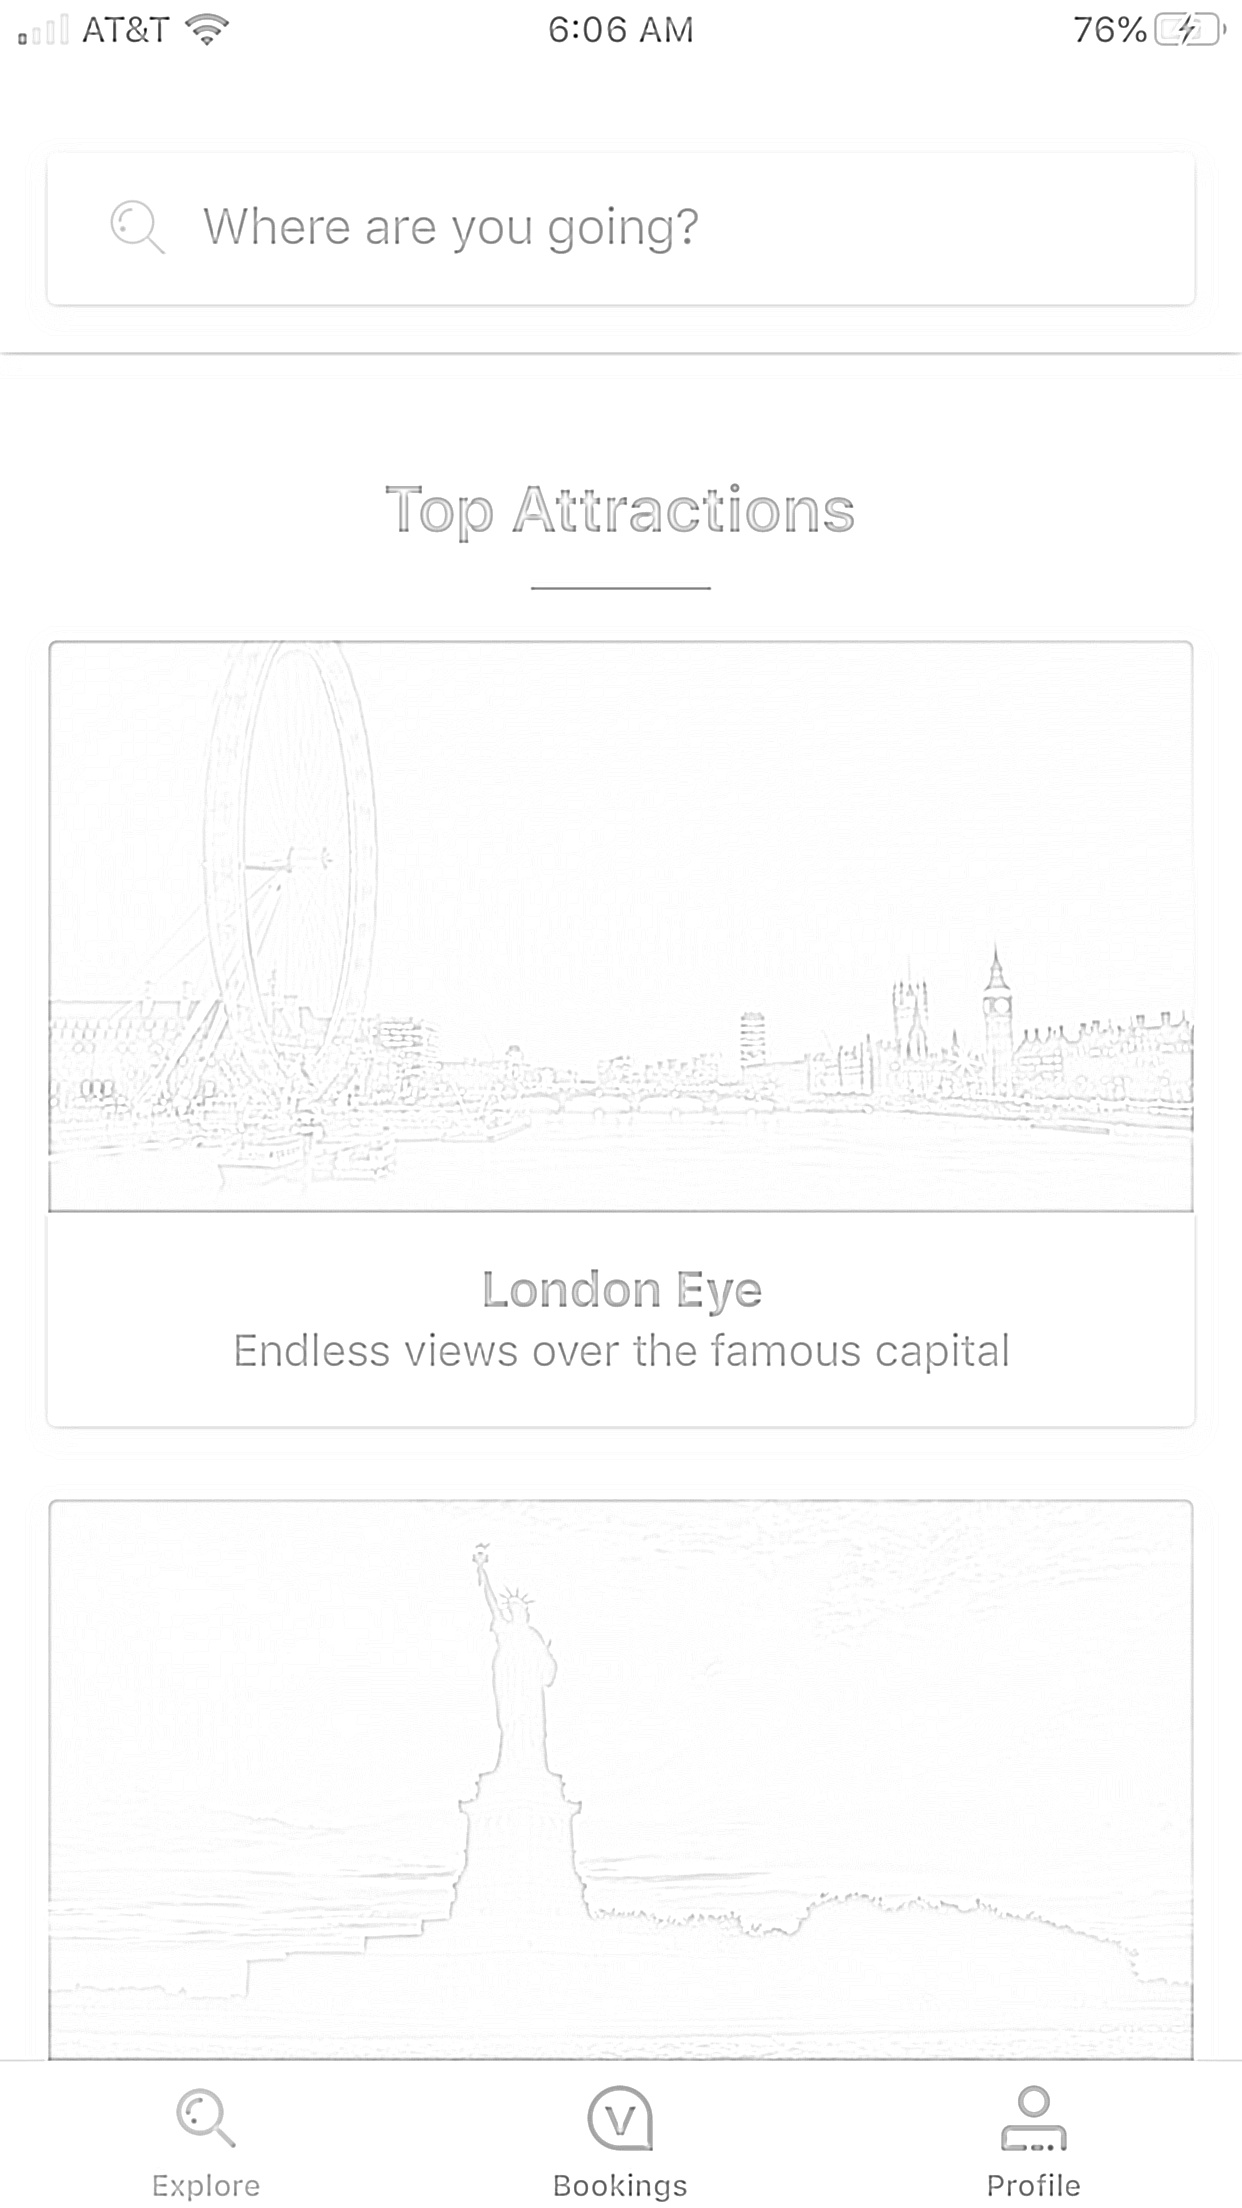 AT&T 6:06 AM 76%
Where are you going?
Top Attractions
London Eye
Endless views over the famous capital
V
Explore Bookings Profile